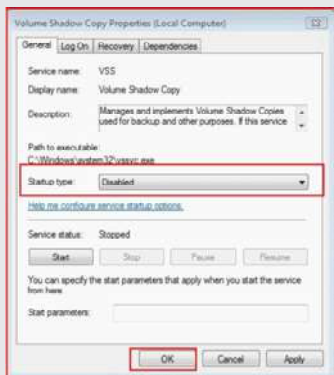 Volume Shadow Copy Properties (Local Computer)
General Log On Recovery Dependencies
Service name: VSS
Display name: Volume Shadow Copy
Description: Manages and implements Volume Shadow Copies
used for backup and other purposes. If this service
Path to executable:
C:\Windows\system32\vssvc.exe
Startup type: Disabled
Help me configure service startup options.
Service status: Stopped
Start Stop Pause Resume
You can specify the start parameters that apply when you start the service
from here.
Start parameters:
OK Cancel Apply